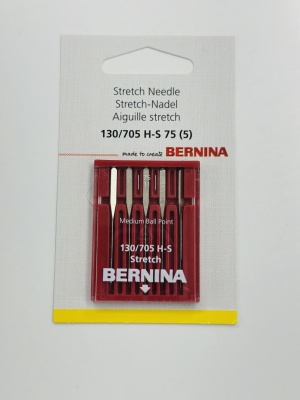 Stretch Needle
Stretch-Nadel
Aiguille stretch
130/705 H-S 75 (5)
made to create BERNINA
Medium Ball Point
130/705 H-S
Stretch
BERNINA